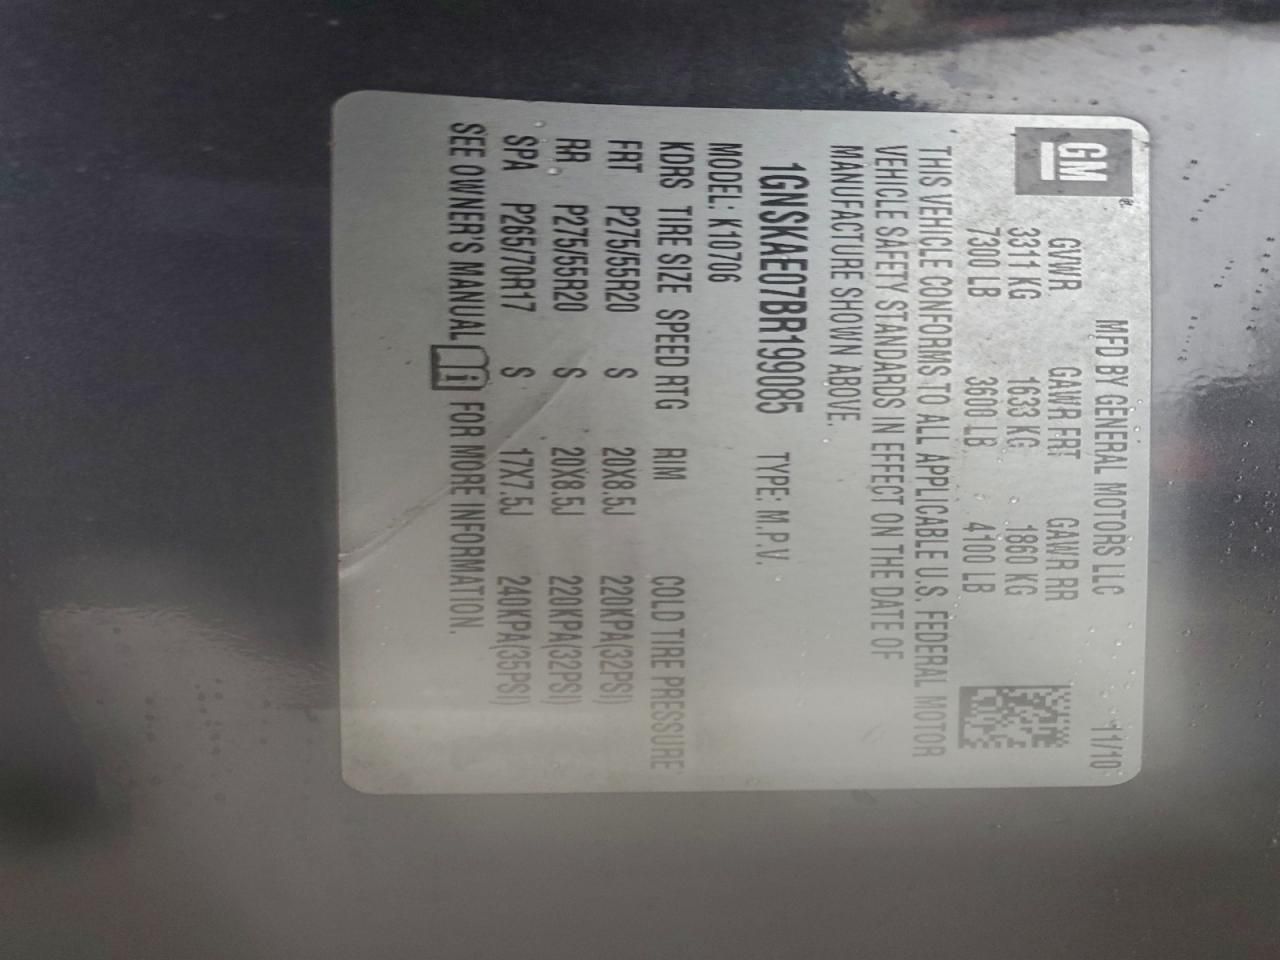 GM
MFD BY GENERAL MOTORS LLC 11/10
GVWR GAWR FRT GAWR RR
3311 KG 1633 KG 1860 KG
7300 LB 3600 LB 4100 LB
THIS VEHICLE CONFORMS TO ALL APPLICABLE U.S. FEDERAL MOTOR
VEHICLE SAFETY STANDARDS IN EFFECT ON THE DATE OF
MANUFACTURE SHOWN ABOVE.
1GNSKAE07BR199085 TYPE: M.P.V.
MODEL: K10706
KDRS TIRE SIZE SPEED RTG RIM COLD TIRE PRESSURE
FRT P275/55R20 S 20X8.5J 220KPA(32PSI)
RR P275/55R20 S 20X8.5J 220KPA(32PSI)
SPA P265/70R17 S 17X7.5J 240KPA(35PSI)
SEE OWNER'S MANUAL i FOR MORE INFORMATION.